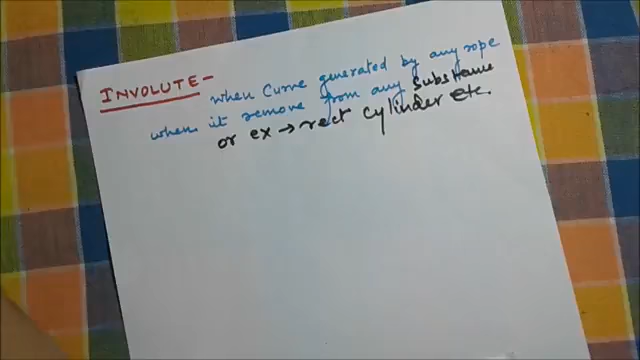 INVOLUTE-
when Curve generated by any rope
when it remove from any substance
or ex → rect cylinder etc.